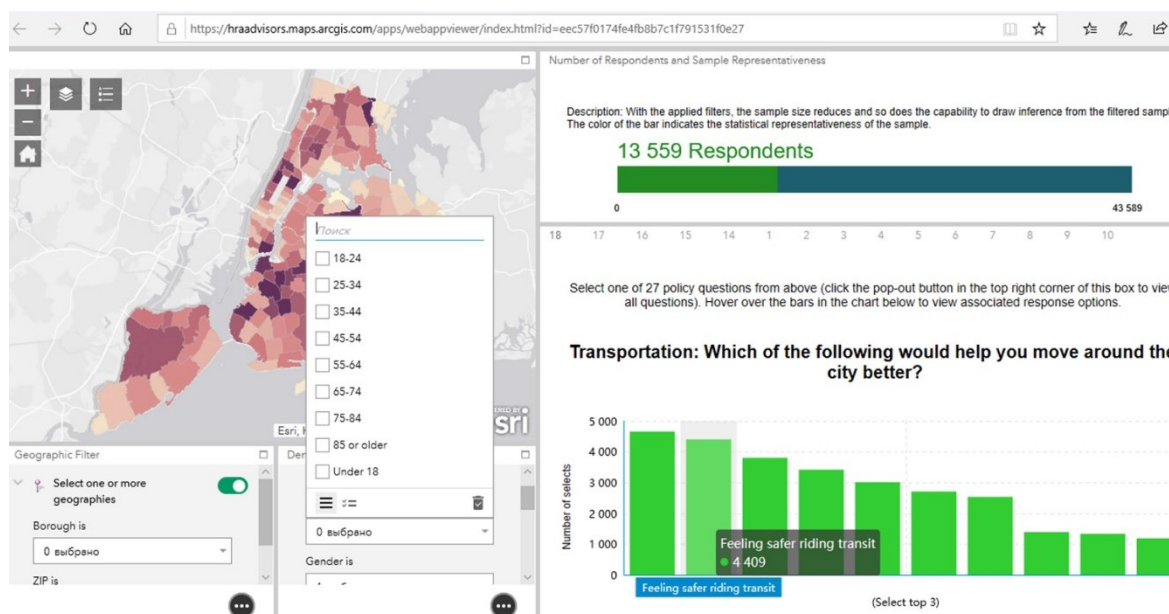 https://hraadvisors.maps.arcgis.com/apps/webappviewer/index.html?id=eec57f0174fe4fb8b7c1f791531f0e27
Number of Respondents and Sample Representativeness
Description: With the applied filters, the sample size reduces and so does the capability to draw inference from the filtered sampl
The color of the bar indicates the statistical representativeness of the sample.
13 559 Respondents
0
43 589
18 17 16 15 14 1 2 3 4 5 6 7 8 9 10
Select one of 27 policy questions from above (click the pop-out button in the top right corner of this box to view
all questions). Hover over the bars in the chart below to view associated response options.
Transportation: Which of the following would help you move around the
city better?
Number of selects
5 000
4 000
3 000
2 000
1 000
0
Feeling safer riding transit
4 409
Feeling safer riding transit
(Select top 3)
Поиск
18-24
25-34
35-44
45-54
55-64
65-74
75-84
85 or older
Under 18
0 выбрано
Gender is
Esri,
esri
Geographic Filter
Select one or more
geographies
Borough is
0 выбрано
ZIP is